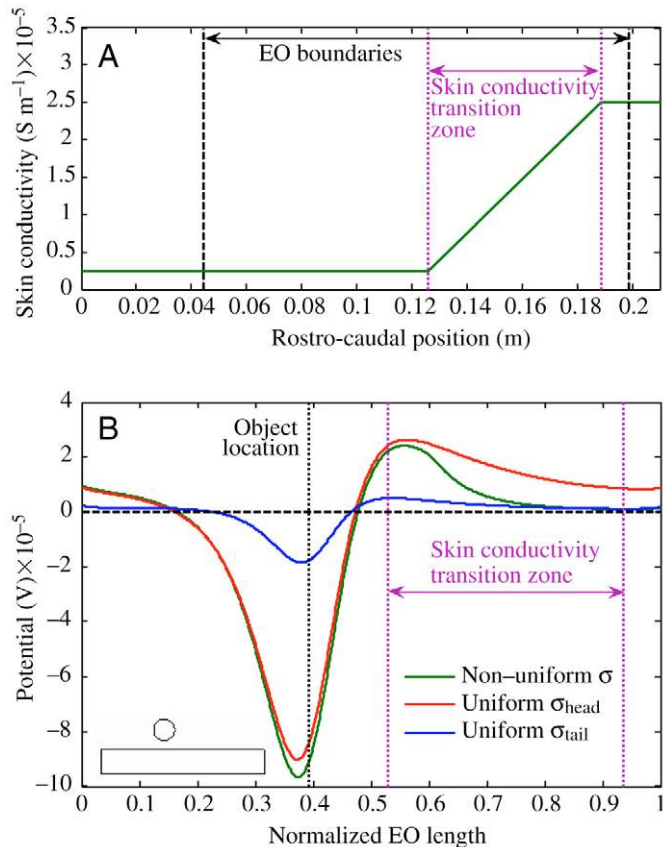 A
EO boundaries
Skin conductivity
transition
zone
Skin conductivity (S m⁻¹)×10⁻⁵
3.5
3
2.5
2
1.5
1
0.5
0
0 0.02 0.04 0.06 0.08 0.10 0.12 0.14 0.16 0.18 0.2
Rostro-caudal position (m)
B
Object
location
Skin conductivity
transition zone
Potential (V)×10⁻⁵
4
2
0
-2
-4
-6
-8
-10
Non–uniform σ
Uniform σhead
Uniform σtail
0 0.1 0.2 0.3 0.4 0.5 0.6 0.7 0.8 0.9 1
Normalized EO length